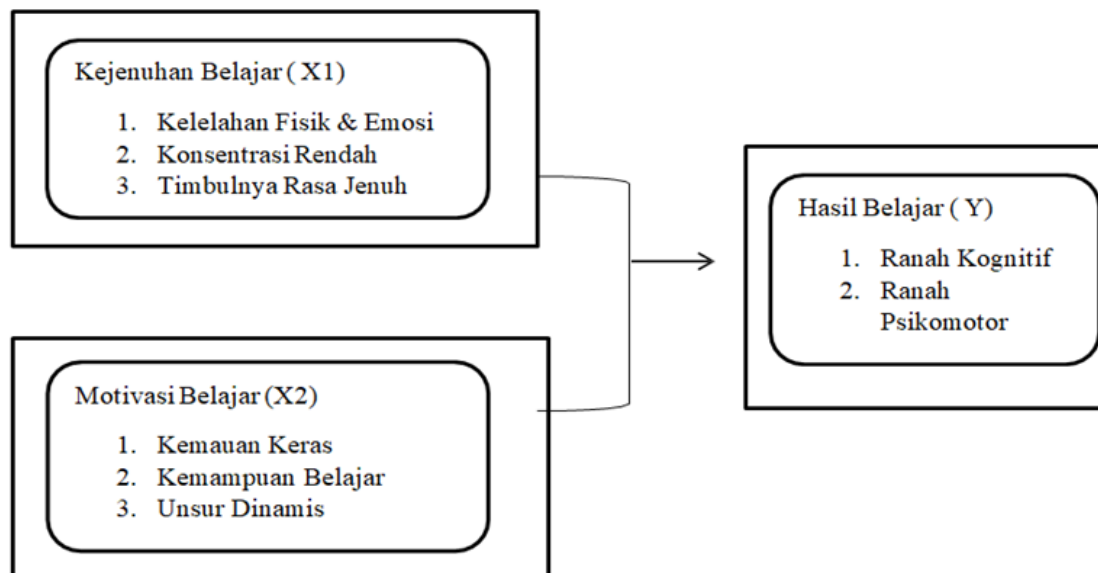 Kejenuhan Belajar ( X1)
1. Kelelahan Fisik & Emosi
2. Konsentrasi Rendah
3. Timbulnya Rasa Jenuh
Motivasi Belajar (X2)
1. Kemauan Keras
2. Kemampuan Belajar
3. Unsur Dinamis
Hasil Belajar ( Y)
1. Ranah Kognitif
2. Ranah
Psikomotor